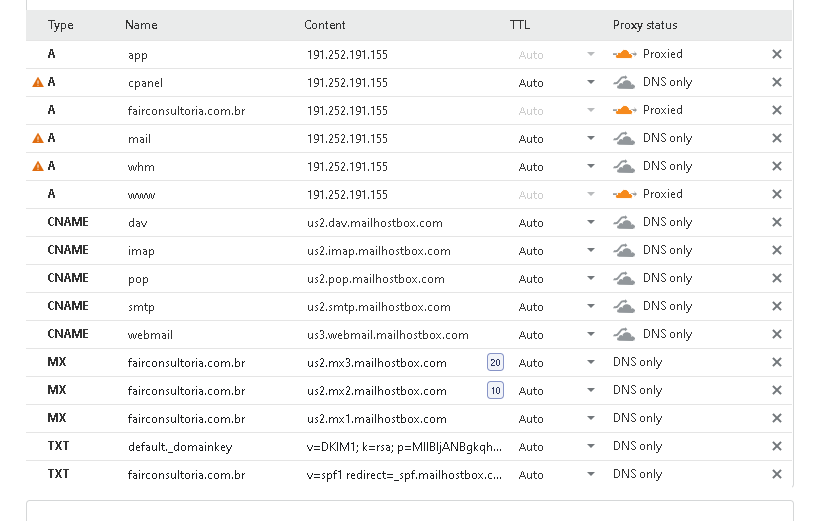 Type Name Content TTL Proxy status
A app 191.252.191.155 Auto Proxied
A cpanel 191.252.191.155 Auto DNS only
A fairconsultoria.com.br 191.252.191.155 Auto Proxied
A mail 191.252.191.155 Auto DNS only
A whm 191.252.191.155 Auto DNS only
A www 191.252.191.155 Auto Proxied
CNAME dav us2.dav.mailhostbox.com Auto DNS only
CNAME imap us2.imap.mailhostbox.com Auto DNS only
CNAME pop us2.pop.mailhostbox.com Auto DNS only
CNAME smtp us2.smtp.mailhostbox.com Auto DNS only
CNAME webmail us3.webmail.mailhostbox.com Auto DNS only
MX fairconsultoria.com.br us2.mx3.mailhostbox.com 20 Auto DNS only
MX fairconsultoria.com.br us2.mx2.mailhostbox.com 10 Auto DNS only
MX fairconsultoria.com.br us2.mx1.mailhostbox.com Auto DNS only
TXT default._domainkey v=DKIM1; k=rsa; p=MIIBIjANBgkqh... Auto DNS only
TXT fairconsultoria.com.br v=spf1 redirect=_spf.mailhostbox.c... Auto DNS only